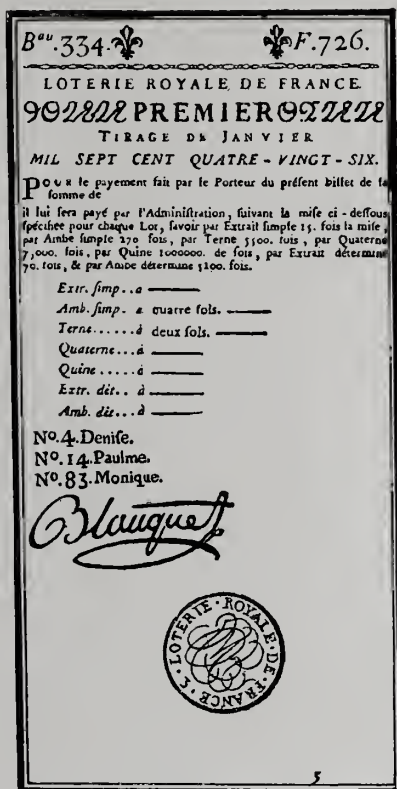 Bau.334. F.726.
LOTERIE ROYALE DE FRANCE.
PREMIER
TIRAGE DE JANVIER
MIL SEPT CENT QUATRE-VINGT-SIX.
POUR le payement fait par le Porteur du préſent billet de la
ſomme de
il lui ſera payé par l'Adminiſtration, ſuivant la miſe ci-deſſous
ſpécifiée pour chaque Lot, ſavoir par Extrait ſimple 15. fois la miſe,
par Ambe ſimple 270 fois, par Terne 5500. fois, par Quaterne
7,000. fois, par Quine 1000000. de fois, par Extrait déterminé
70. fois, & par Ambe déterminé 5100. fois.
Extr. ſimp..à
Amb. ſimp. à quatre ſols.
Terne......à deux ſols.
Quaterne...à
Quine.....à
Extr. dét...à
Amb. dét...à
Nº.4.Deniſe.
Nº.14.Paulme.
Nº.83.Monique.
Blauquet
LOTERIE·ROYALE·DE·FRANCE·
5